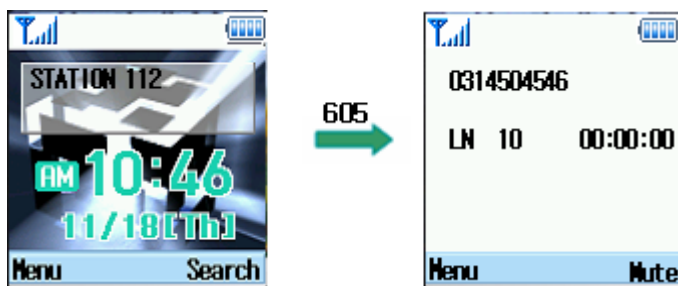 STATION 112
AM 10:46
11/18[Th]
Menu Search
605
0314504546
LN 10 00:00:00
Menu Mute